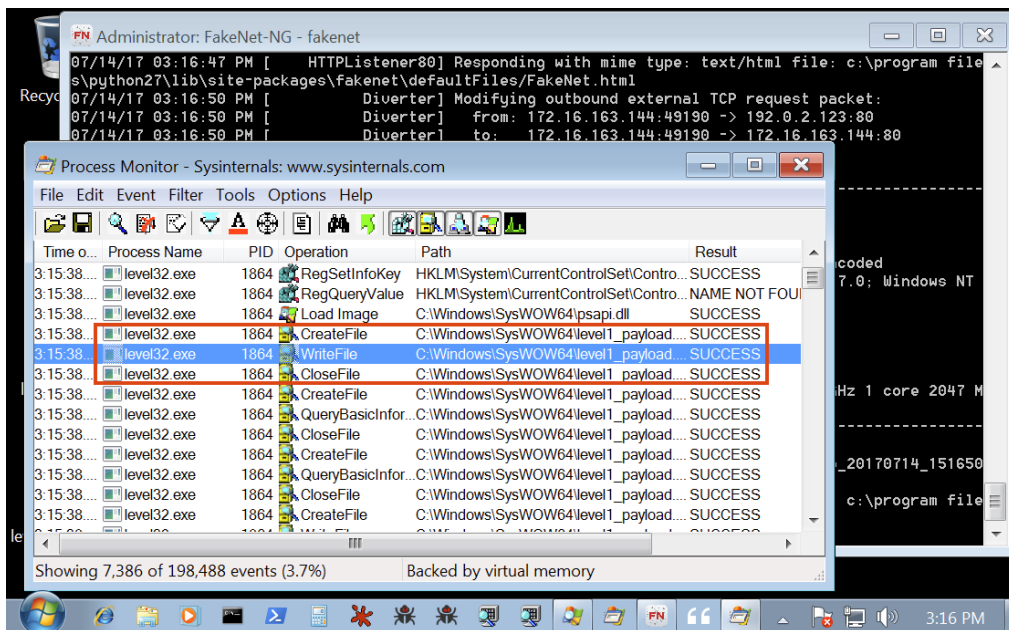 Administrator: FakeNet-NG - fakenet
07/14/17 03:16:47 PM [ HTTPListener80] Responding with mime type: text/html file: c:\program file
s\python27\lib\site-packages\fakenet\defaultFiles/FakeNet.html
07/14/17 03:16:50 PM [ Diverter] Modifying outbound external TCP request packet:
07/14/17 03:16:50 PM [ Diverter] from: 172.16.163.144:49190 -> 192.0.2.123:80
07/14/17 03:16:50 PM [ Diverter] to: 172.16.163.144:49190 -> 172.16.163.144:80
Recyc
Process Monitor - Sysinternals: www.sysinternals.com
File Edit Event Filter Tools Options Help
Time o... Process Name PID Operation Path Result
3:15:38.... level32.exe 1864 RegSetInfoKey HKLM\System\CurrentControlSet\Contro... SUCCESS
3:15:38.... level32.exe 1864 RegQueryValue HKLM\System\CurrentControlSet\Contro... NAME NOT FOU
3:15:38.... level32.exe 1864 Load Image C:\Windows\SysWOW64\psapi.dll SUCCESS
3:15:38.... level32.exe 1864 CreateFile C:\Windows\SysWOW64\level1_payload.... SUCCESS
3:15:38.... level32.exe 1864 WriteFile C:\Windows\SysWOW64\level1_payload.... SUCCESS
3:15:38.... level32.exe 1864 CloseFile C:\Windows\SysWOW64\level1_payload.... SUCCESS
3:15:38.... level32.exe 1864 CreateFile C:\Windows\SysWOW64\level1_payload.... SUCCESS
3:15:38.... level32.exe 1864 QueryBasicInfor... C:\Windows\SysWOW64\level1_payload.... SUCCESS
3:15:38.... level32.exe 1864 CloseFile C:\Windows\SysWOW64\level1_payload.... SUCCESS
3:15:38.... level32.exe 1864 CreateFile C:\Windows\SysWOW64\level1_payload.... SUCCESS
3:15:38.... level32.exe 1864 QueryBasicInfor... C:\Windows\SysWOW64\level1_payload.... SUCCESS
3:15:38.... level32.exe 1864 CloseFile C:\Windows\SysWOW64\level1_payload.... SUCCESS
3:15:38.... level32.exe 1864 CreateFile C:\Windows\SysWOW64\level1_payload.... SUCCESS
Showing 7,386 of 198,488 events (3.7%) Backed by virtual memory
coded
7.0; Windows NT
Hz 1 core 2047 M
_20170714_151650
c:\program file
le
FN
3:16 PM